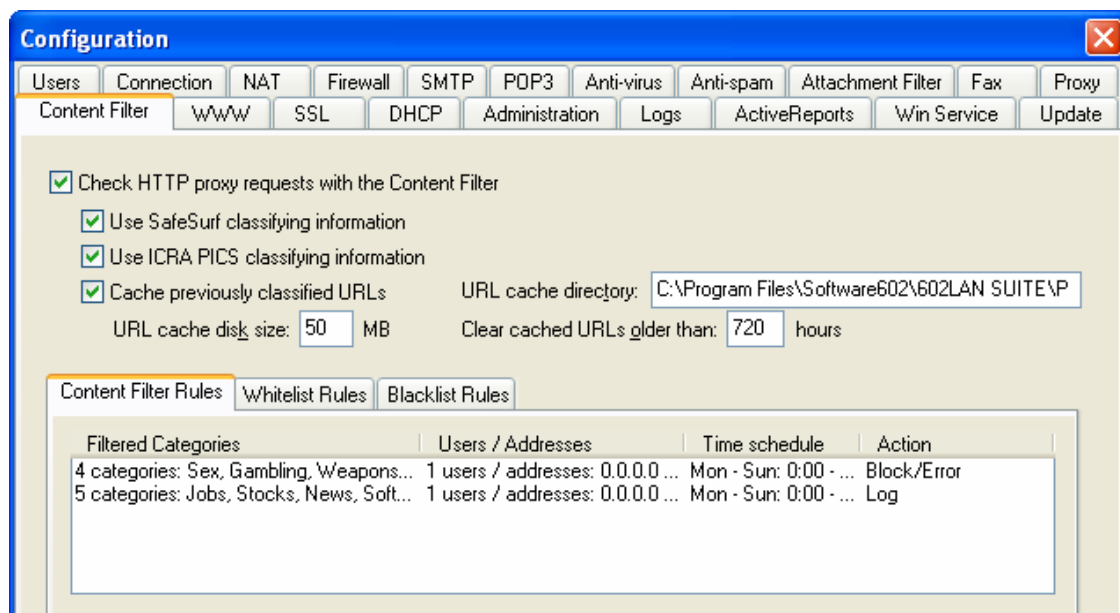 Configuration
Users Connection NAT Firewall SMTP POP3 Anti-virus Anti-spam Attachment Filter Fax Proxy
Content Filter WWW SSL DHCP Administration Logs ActiveReports Win Service Update
Check HTTP proxy requests with the Content Filter
Use SafeSurf classifying information
Use ICRA PICS classifying information
Cache previously classified URLs URL cache directory: C:\Program Files\Software602\602LAN SUITE\P
URL cache disk size: 50 MB Clear cached URLs older than: 720 hours
Content Filter Rules Whitelist Rules Blacklist Rules
Filtered Categories Users / Addresses Time schedule Action
4 categories: Sex, Gambling, Weapons... 1 users / addresses: 0.0.0.0 ... Mon - Sun: 0:00 - ... Block/Error
5 categories: Jobs, Stocks, News, Soft... 1 users / addresses: 0.0.0.0 ... Mon - Sun: 0:00 - ... Log